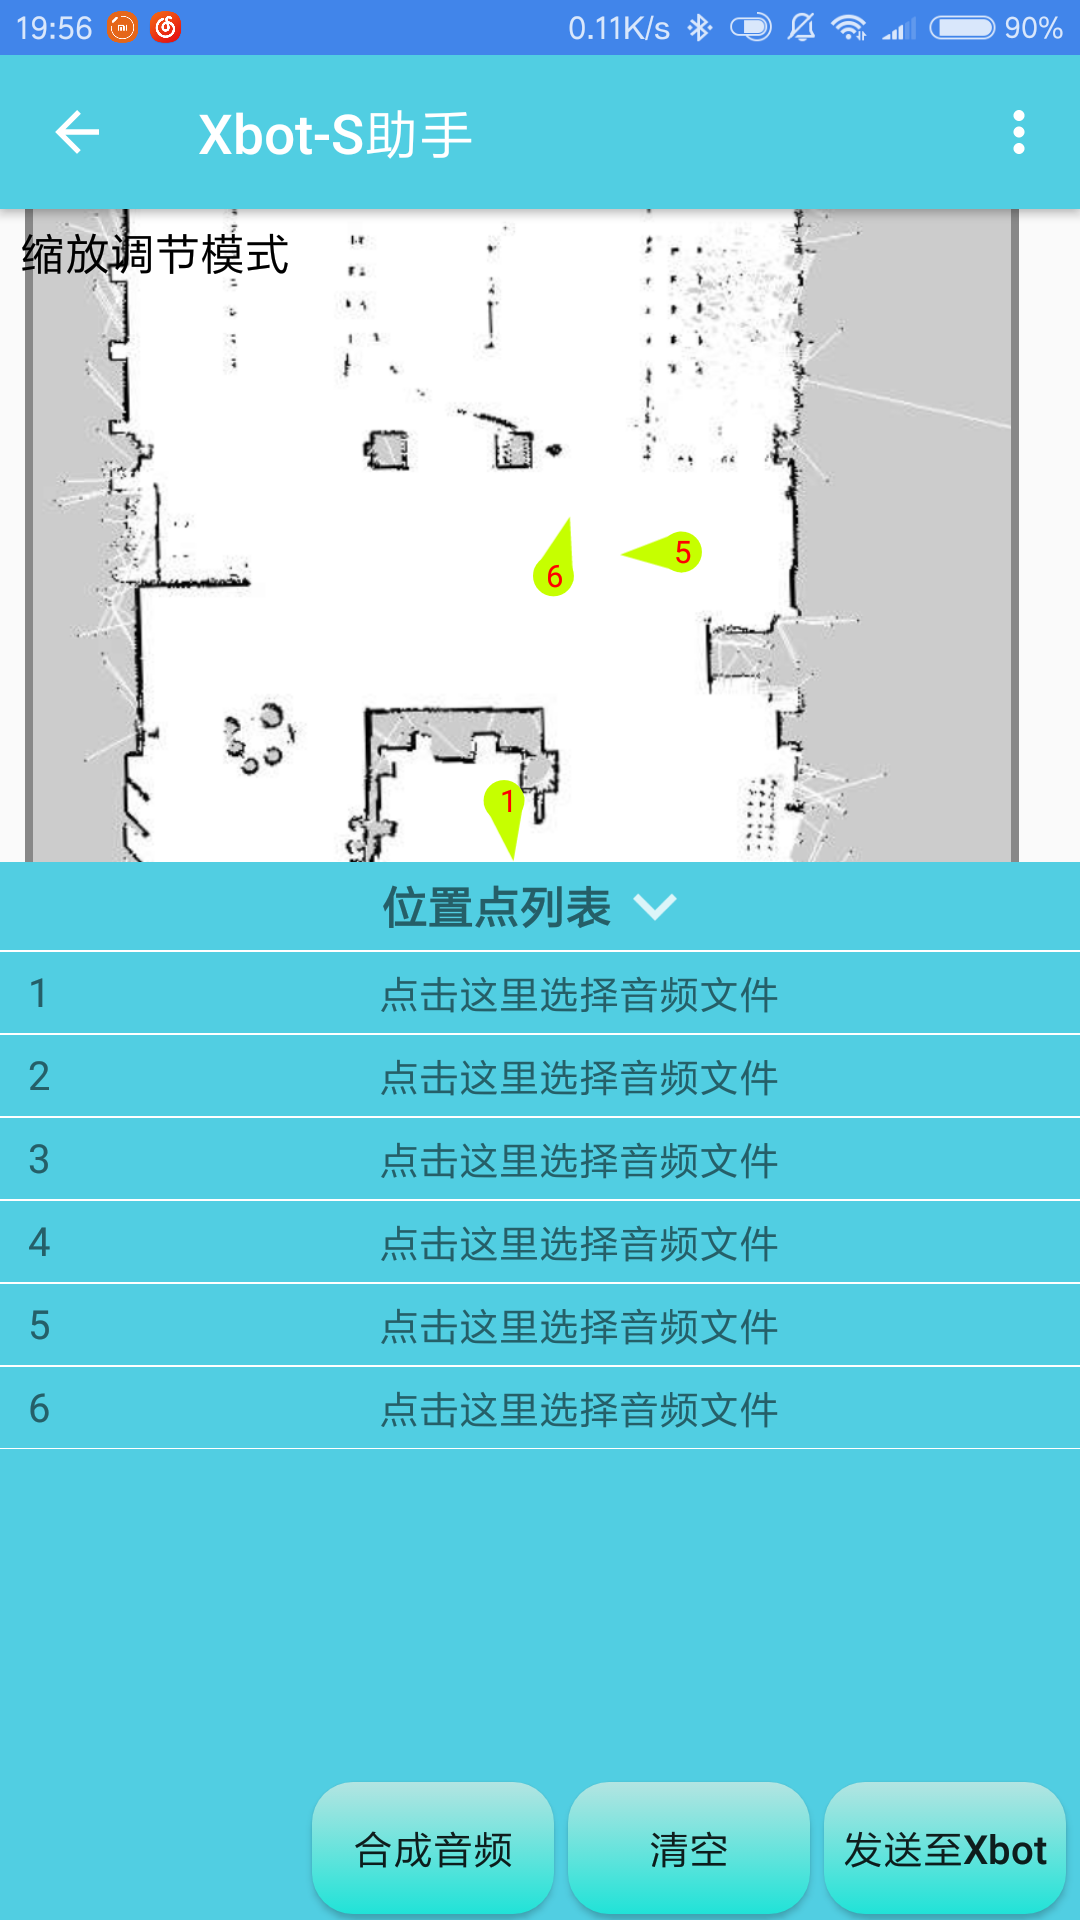 19:56 0.11K/s 90%
Xbot-S助手
缩放调节模式
5
6
1
位置点列表
1 点击这里选择音频文件
2 点击这里选择音频文件
3 点击这里选择音频文件
4 点击这里选择音频文件
5 点击这里选择音频文件
6 点击这里选择音频文件
合成音频 清空 发送至Xbot